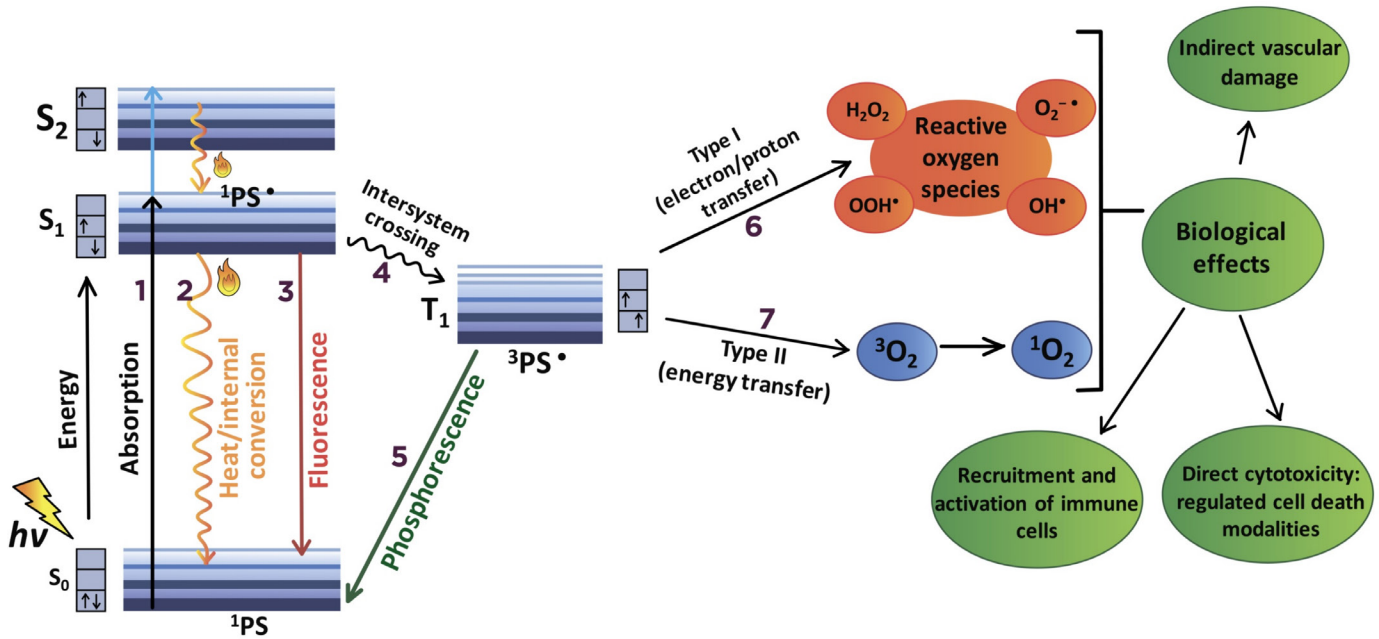 S₂
¹PS•
S₁
Energy
hν
S₀
1
Absorption
2
Heat/internal
conversion
3
Fluorescence
¹PS
Intersystem
crossing
4
T₁
³PS•
5
Phosphorescence
Type I
(electron/proton
transfer)
6
7
Type II
(energy transfer)
H₂O₂
O₂⁻•
Reactive
oxygen
species
OOH•
OH•
³O₂
¹O₂
Indirect vascular
damage
Biological
effects
Recruitment and
activation of immune
cells
Direct cytotoxicity:
regulated cell death
modalities